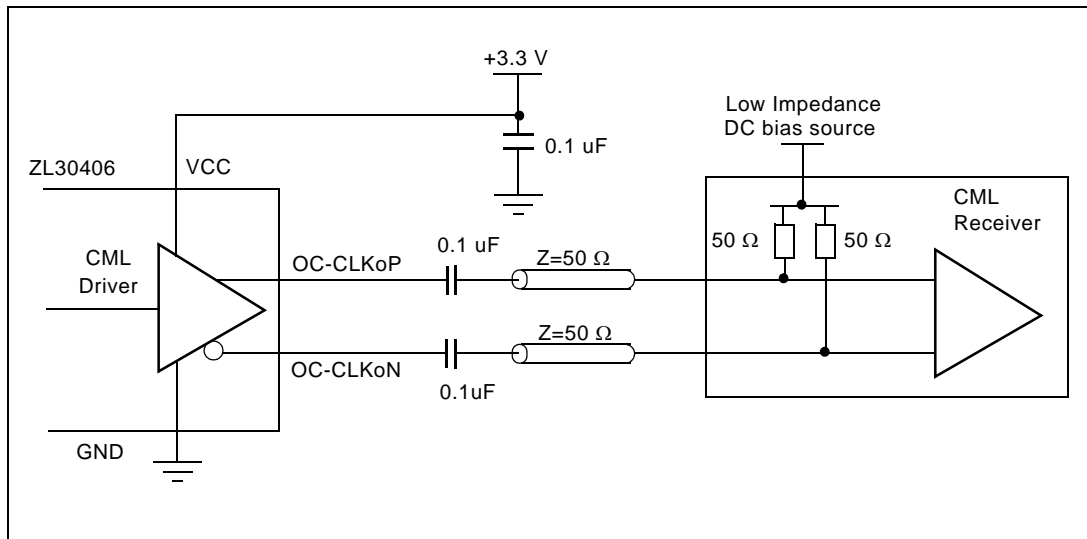 +3.3 V
Low Impedance
DC bias source
0.1 uF
ZL30406
VCC
CML
Receiver
50 Ω
50 Ω
0.1 uF
Z=50 Ω
CML
Driver
OC-CLKoP
Z=50 Ω
OC-CLKoN
0.1uF
GND